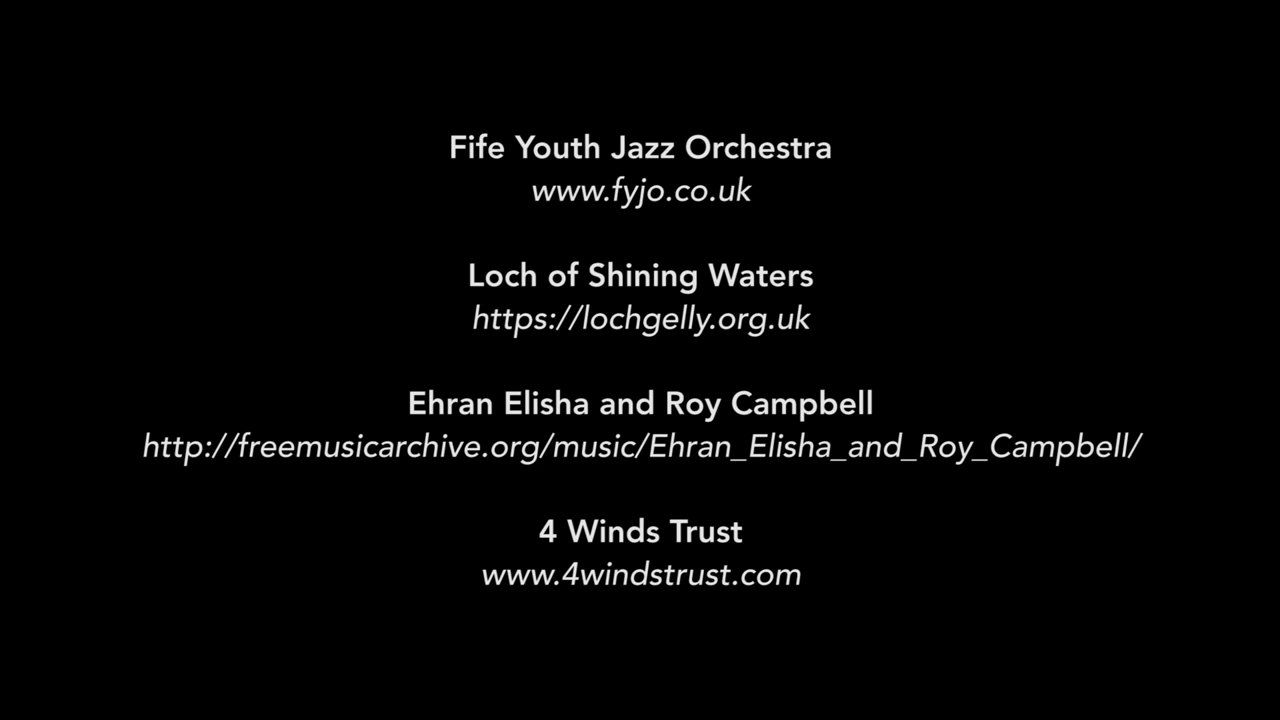 Fife Youth Jazz Orchestra
www.fyjo.co.uk
Loch of Shining Waters
https://lochgelly.org.uk
Ehran Elisha and Roy Campbell
http://freemusicarchive.org/music/Ehran_Elisha_and_Roy_Campbell/
4 Winds Trust
www.4windstrust.com